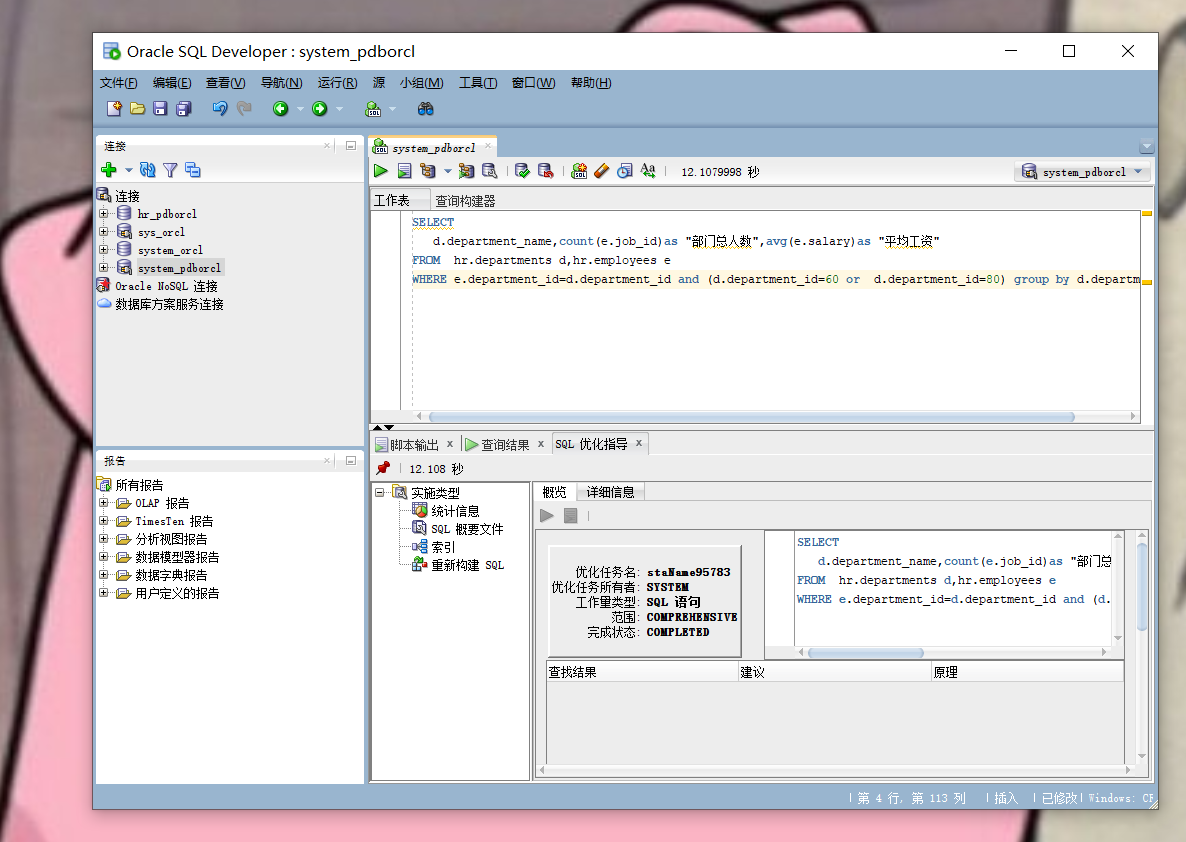 Oracle SQL Developer : system_pdborcl
文件(F) 编辑(E) 查看(V) 导航(N) 运行(R) 源 小组(M) 工具(T) 窗口(W) 帮助(H)
连接
连接
hr_pdborcl
sys_orcl
system_orcl
system_pdborcl
Oracle NoSQL 连接
数据库方案服务连接
报告
所有报告
OLAP 报告
TimesTen 报告
分析视图报告
数据模型器报告
数据字典报告
用户定义的报告
system_pdborcl
12.1079998 秒
system_pdborcl
工作表 查询构建器
SELECT
d.department_name,count(e.job_id)as "部门总人数",avg(e.salary)as "平均工资"
FROM hr.departments d,hr.employees e
WHERE e.department_id=d.department_id and (d.department_id=60 or d.department_id=80) group by d.departm
脚本输出 x 查询结果 x SQL 优化指导 x
12.108 秒
实施类型
统计信息
SQL 概要文件
索引
重新构建 SQL
概览 详细信息
优化任务名: staName95783
优化任务所有者: SYSTEM
工作量类型: SQL 语句
范围: COMPREHENSIVE
完成状态: COMPLETED
SELECT
d.department_name,count(e.job_id)as "部门总
FROM hr.departments d,hr.employees e
WHERE e.department_id=d.department_id and (d.
查找结果 建议 原理
第 4 行, 第 113 列 插入 已修改 Windows: CR